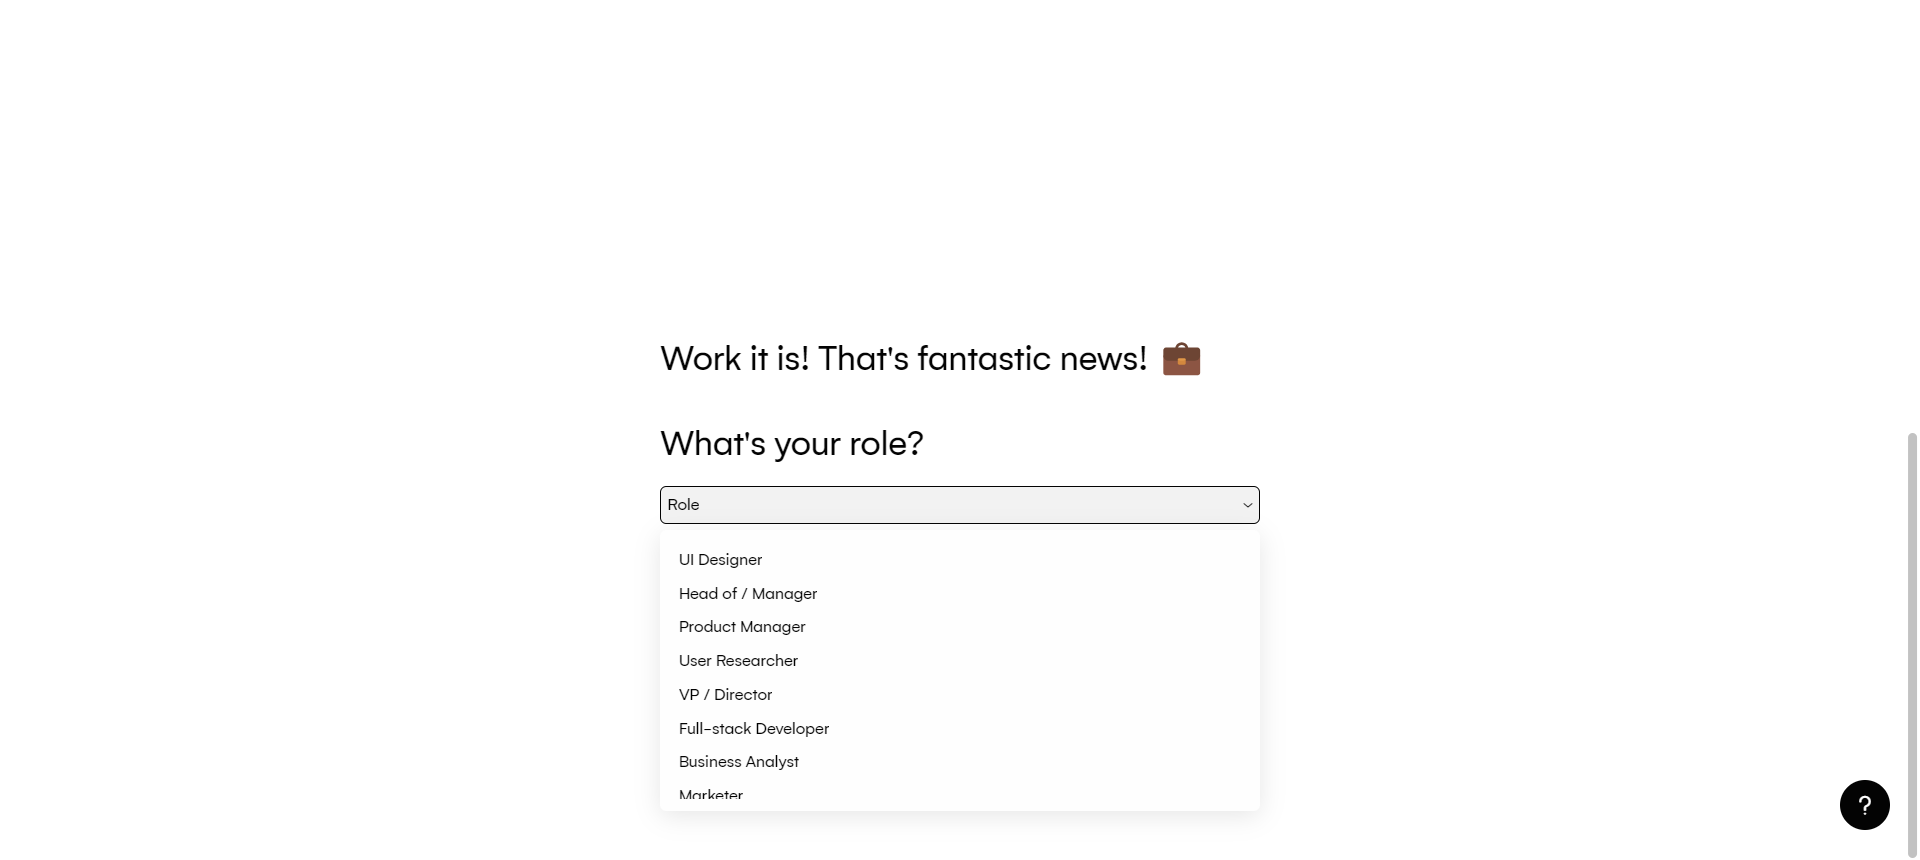 Work it is! That's fantastic news!
What's your role?
Role
UI Designer
Head of / Manager
Product Manager
User Researcher
VP / Director
Full-stack Developer
Business Analyst
Marketer
?